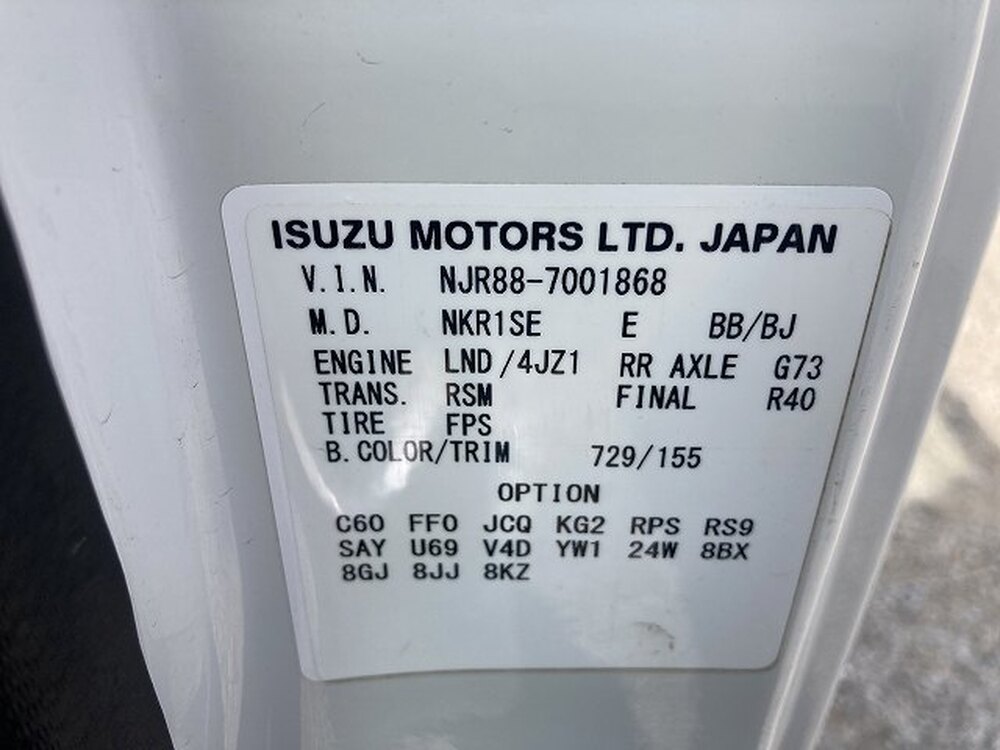 ISUZU MOTORS LTD. JAPAN
V.I.N. NJR88-7001868
M.D. NKR1SE E BB/BJ
ENGINE LND/4JZ1 RR AXLE G73
TRANS. RSM FINAL R40
TIRE FPS
B.COLOR/TRIM 729/155
OPTION
C60 FF0 JCQ KG2 RPS RS9
SAY U69 V4D YW1 24W 8BX
8GJ 8JJ 8KZ